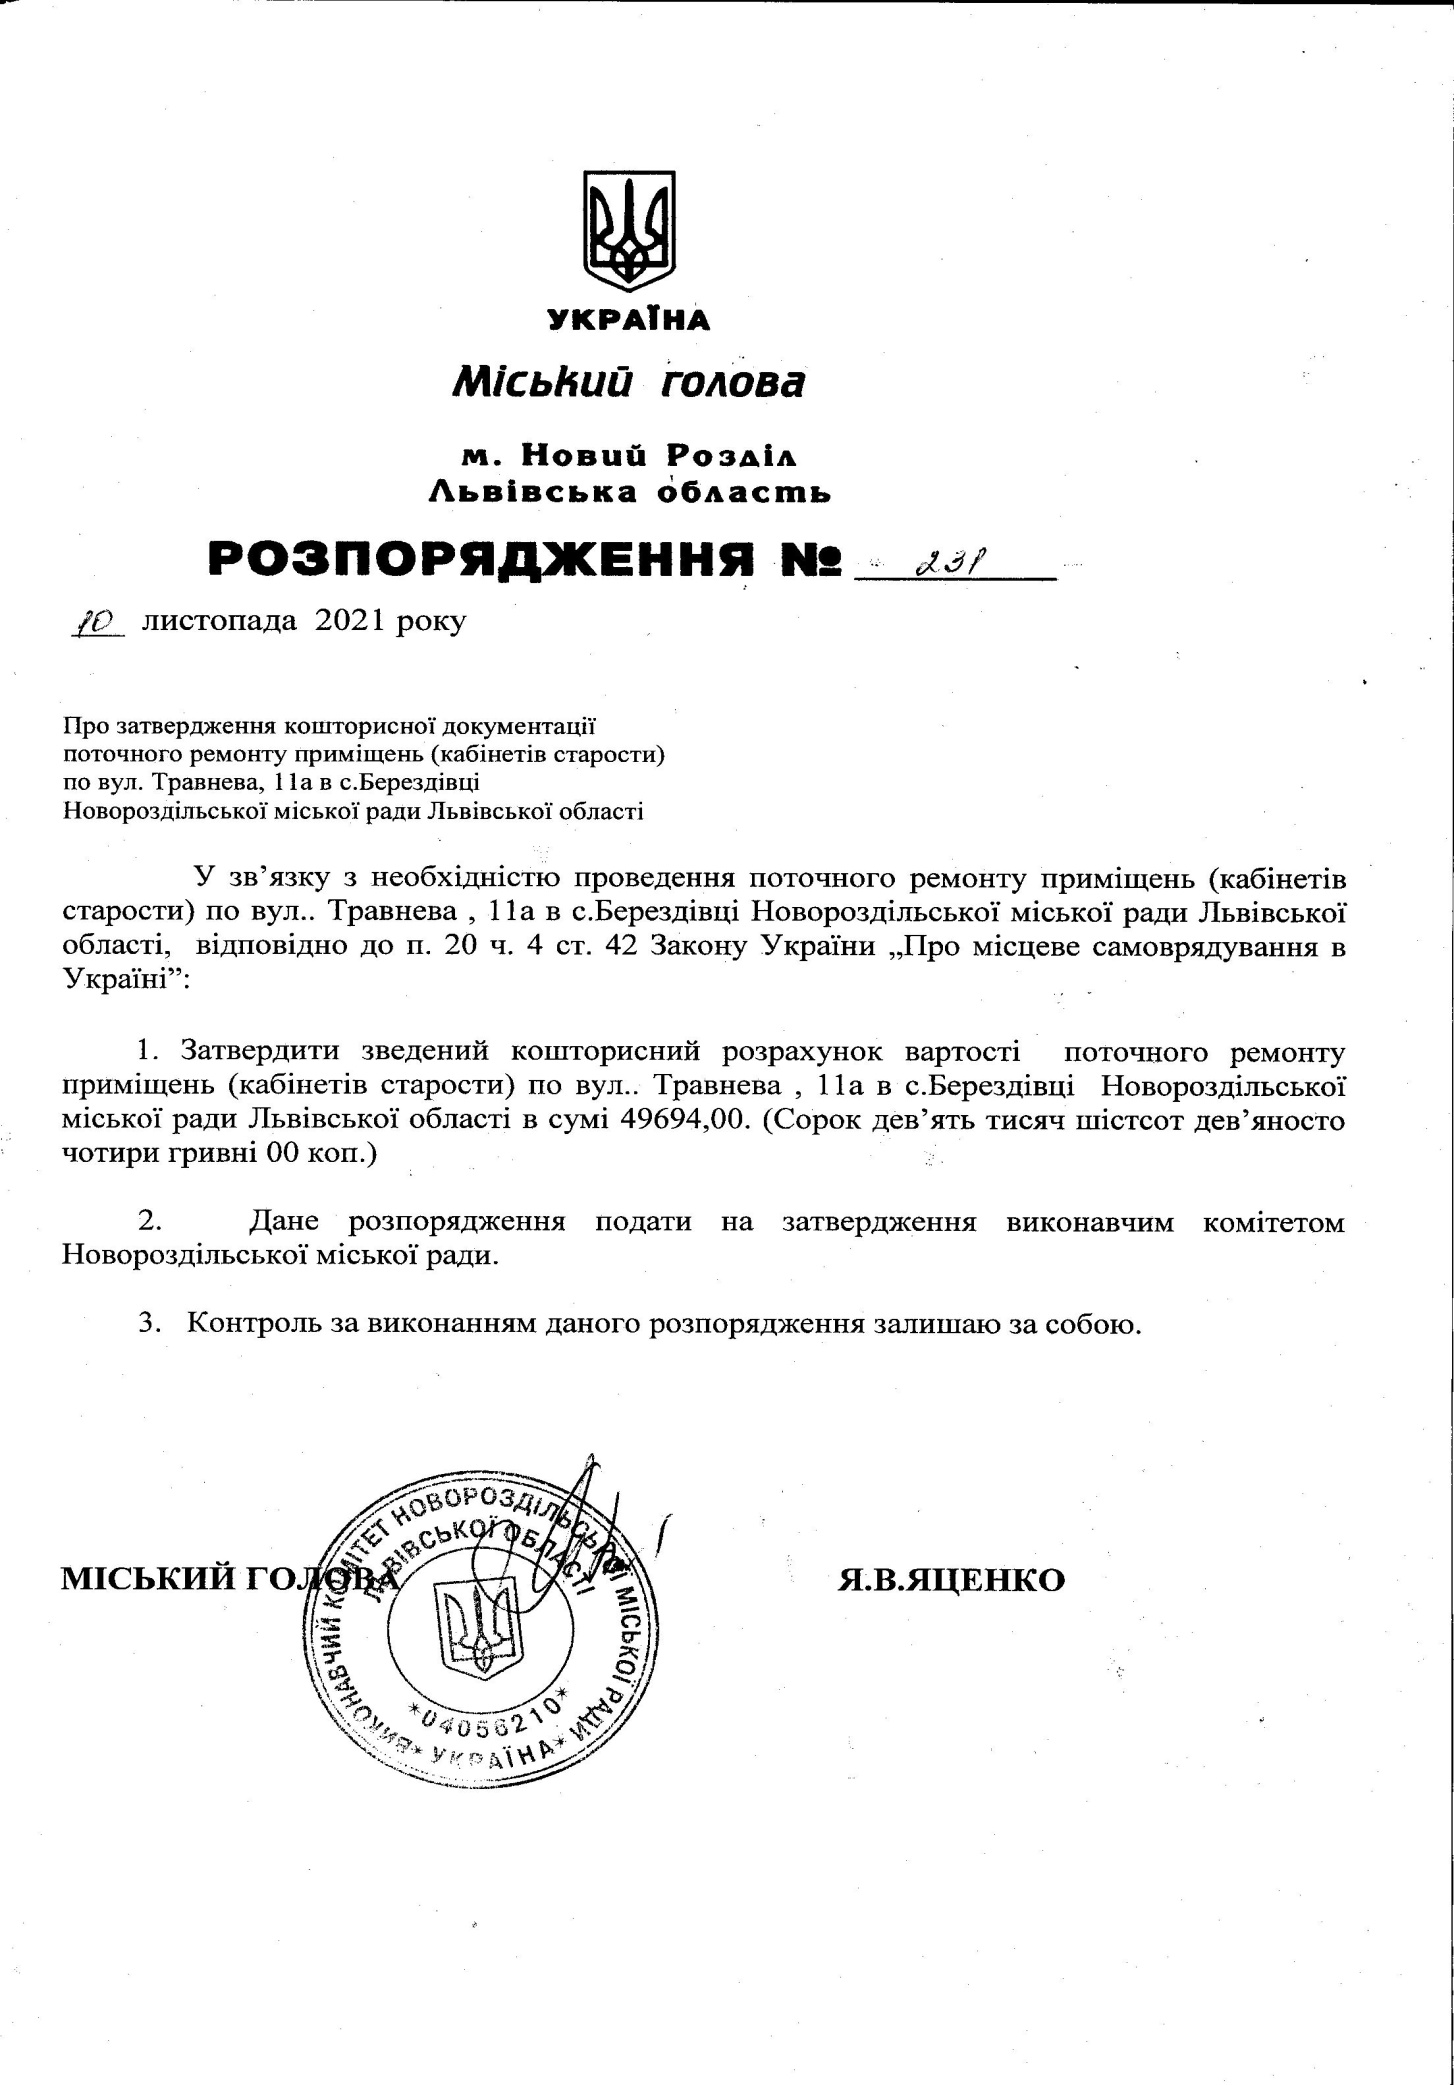 УКРАЇНА
Міський голова
м. Новий Розділ
Львівська область
РОЗПОРЯДЖЕННЯ № 231
10 листопада 2021 року
Про затвердження кошторисної документації
поточного ремонту приміщень (кабінетів старости)
по вул. Травнева, 11а в с.Берездівці
Новороздільської міської ради Львівської області
У зв’язку з необхідністю проведення поточного ремонту приміщень (кабінетів
старости) по вул.. Травнева , 11а в с.Берездівці Новороздільської міської ради Львівської
області, відповідно до п. 20 ч. 4 ст. 42 Закону України „Про місцеве самоврядування в
Україні”:
1. Затвердити зведений кошторисний розрахунок вартості поточного ремонту
приміщень (кабінетів старости) по вул.. Травнева , 11а в с.Берездівці Новороздільської
міської ради Львівської області в сумі 49694,00. (Сорок дев’ять тисяч шістсот дев’яносто
чотири гривні 00 коп.)
2. Дане розпорядження подати на затвердження виконавчим комітетом
Новороздільської міської ради.
3. Контроль за виконанням даного розпорядження залишаю за собою.
МІСЬКИЙ ГОЛОВА Я.В.ЯЦЕНКО
ВИКОНАВЧИЙ КОМІТЕТ НОВОРОЗДІЛЬСЬКОЇ МІСЬКОЇ РАДИ
ЛЬВІВСЬКОЇ ОБЛАСТІ
*04056210*
*УКРАЇНА*